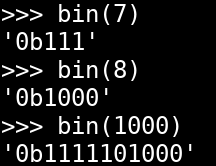 >>> bin(7)
'0b111'
>>> bin(8)
'0b1000'
>>> bin(1000)
'0b1111101000'